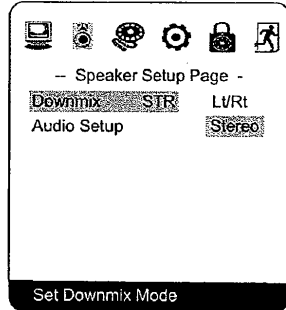 -- Speaker Setup Page -
Downmix STR Lt/Rt
Audio Setup Stereo
Set Downmix Mode